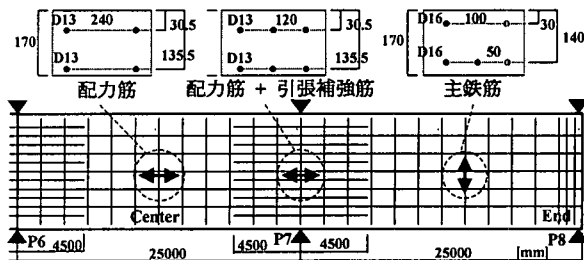 D13 240 30.5
170
D13 135.5
配力筋
D13 120 30.5
D13 135.5
配力筋 + 引張補強筋
D16 100 30
170 140
D16 50
主鉄筋
Center
End
P6
P7
P8
4500
4500
4500
25000
25000
[mm]